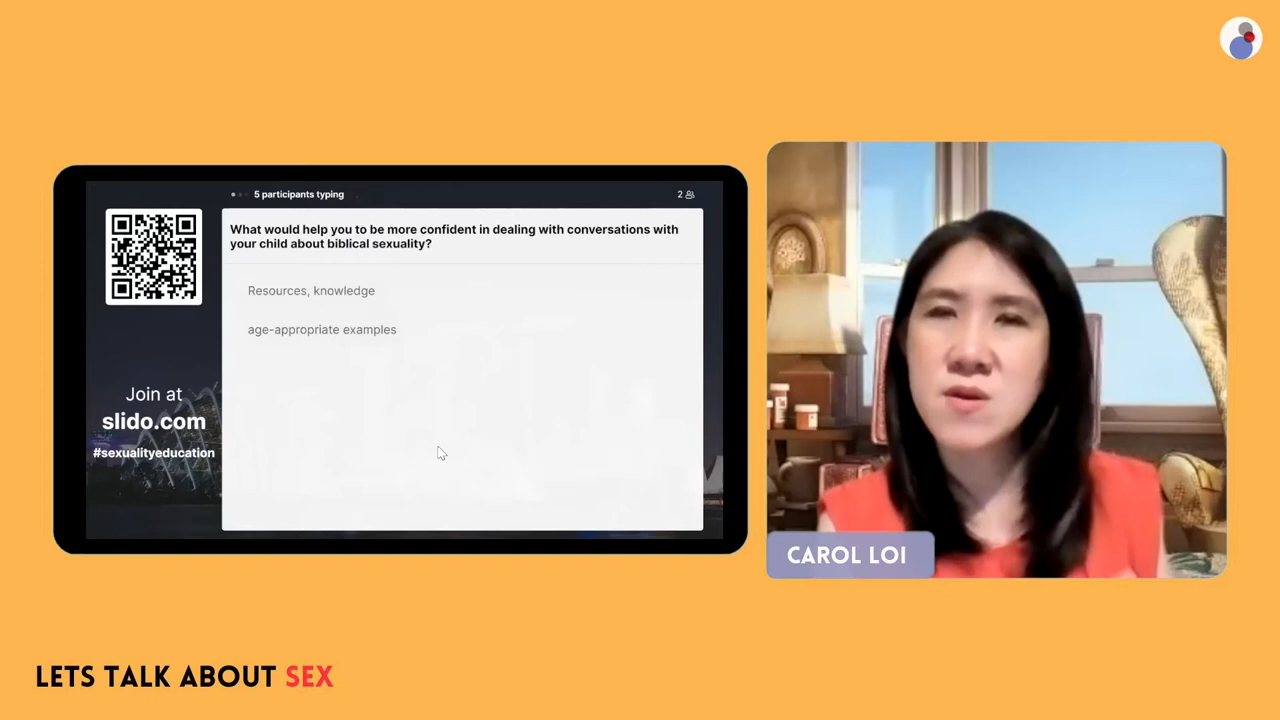 5 participants typing
2
What would help you to be more confident in dealing with conversations with
your child about biblical sexuality?
Resources, knowledge
age-appropriate examples
Join at
slido.com
#sexualityeducation
CAROL LOI
LETS TALK ABOUT SEX